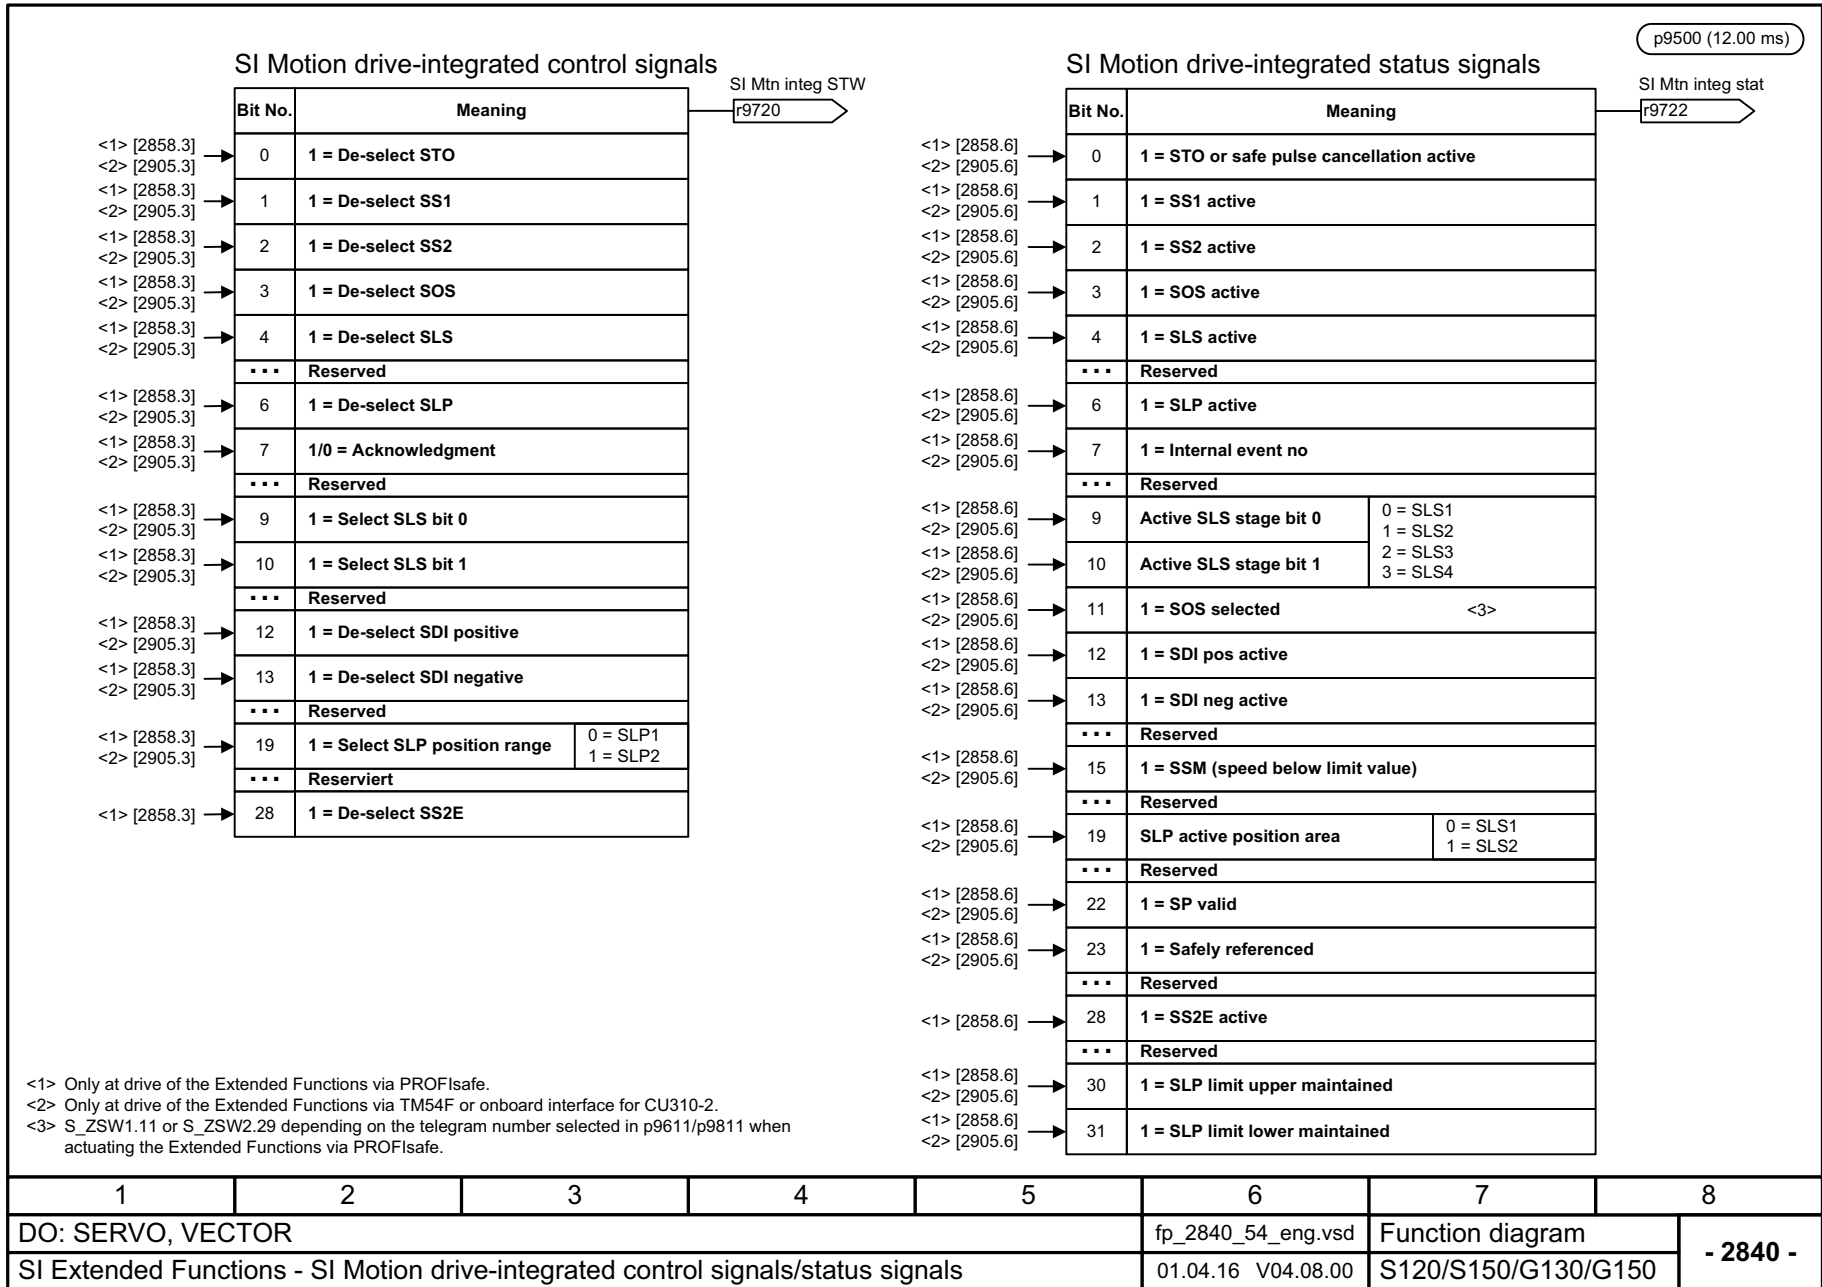 p9500 (12.00 ms)
SI Motion drive-integrated control signals
SI Mtn integ STW
r9720
Bit No. Meaning
<1> [2858.3]
<2> [2905.3]
0 1 = De-select STO
<1> [2858.3]
<2> [2905.3]
1 1 = De-select SS1
<1> [2858.3]
<2> [2905.3]
2 1 = De-select SS2
<1> [2858.3]
<2> [2905.3]
3 1 = De-select SOS
<1> [2858.3]
<2> [2905.3]
4 1 = De-select SLS
... Reserved
<1> [2858.3]
<2> [2905.3]
6 1 = De-select SLP
<1> [2858.3]
<2> [2905.3]
7 1/0 = Acknowledgment
... Reserved
<1> [2858.3]
<2> [2905.3]
9 1 = Select SLS bit 0
<1> [2858.3]
<2> [2905.3]
10 1 = Select SLS bit 1
... Reserved
<1> [2858.3]
<2> [2905.3]
12 1 = De-select SDI positive
<1> [2858.3]
<2> [2905.3]
13 1 = De-select SDI negative
... Reserved
<1> [2858.3]
<2> [2905.3]
19 1 = Select SLP position range
0 = SLP1
1 = SLP2
... Reserviert
<1> [2858.3]
28 1 = De-select SS2E
SI Motion drive-integrated status signals
SI Mtn integ stat
r9722
Bit No. Meaning
<1> [2858.6]
<2> [2905.6]
0 1 = STO or safe pulse cancellation active
<1> [2858.6]
<2> [2905.6]
1 1 = SS1 active
<1> [2858.6]
<2> [2905.6]
2 1 = SS2 active
<1> [2858.6]
<2> [2905.6]
3 1 = SOS active
<1> [2858.6]
<2> [2905.6]
4 1 = SLS active
... Reserved
<1> [2858.6]
<2> [2905.6]
6 1 = SLP active
<1> [2858.6]
<2> [2905.6]
7 1 = Internal event no
... Reserved
<1> [2858.6]
<2> [2905.6]
9 Active SLS stage bit 0
<1> [2858.6]
<2> [2905.6]
10 Active SLS stage bit 1
0 = SLS1
1 = SLS2
2 = SLS3
3 = SLS4
<1> [2858.6]
<2> [2905.6]
11 1 = SOS selected <3>
<1> [2858.6]
<2> [2905.6]
12 1 = SDI pos active
<1> [2858.6]
<2> [2905.6]
13 1 = SDI neg active
... Reserved
<1> [2858.6]
<2> [2905.6]
15 1 = SSM (speed below limit value)
... Reserved
<1> [2858.6]
<2> [2905.6]
19 SLP active position area
0 = SLS1
1 = SLS2
... Reserved
<1> [2858.6]
<2> [2905.6]
22 1 = SP valid
<1> [2858.6]
<2> [2905.6]
23 1 = Safely referenced
... Reserved
<1> [2858.6]
28 1 = SS2E active
... Reserved
<1> [2858.6]
<2> [2905.6]
30 1 = SLP limit upper maintained
<1> [2858.6]
<2> [2905.6]
31 1 = SLP limit lower maintained
<1> Only at drive of the Extended Functions via PROFIsafe.
<2> Only at drive of the Extended Functions via TM54F or onboard interface for CU310-2.
<3> S_ZSW1.11 or S_ZSW2.29 depending on the telegram number selected in p9611/p9811 when
actuating the Extended Functions via PROFIsafe.
1 2 3 4 5 6 7 8
DO: SERVO, VECTOR
fp_2840_54_eng.vsd
Function diagram
- 2840 -
SI Extended Functions - SI Motion drive-integrated control signals/status signals
01.04.16 V04.08.00
S120/S150/G130/G150